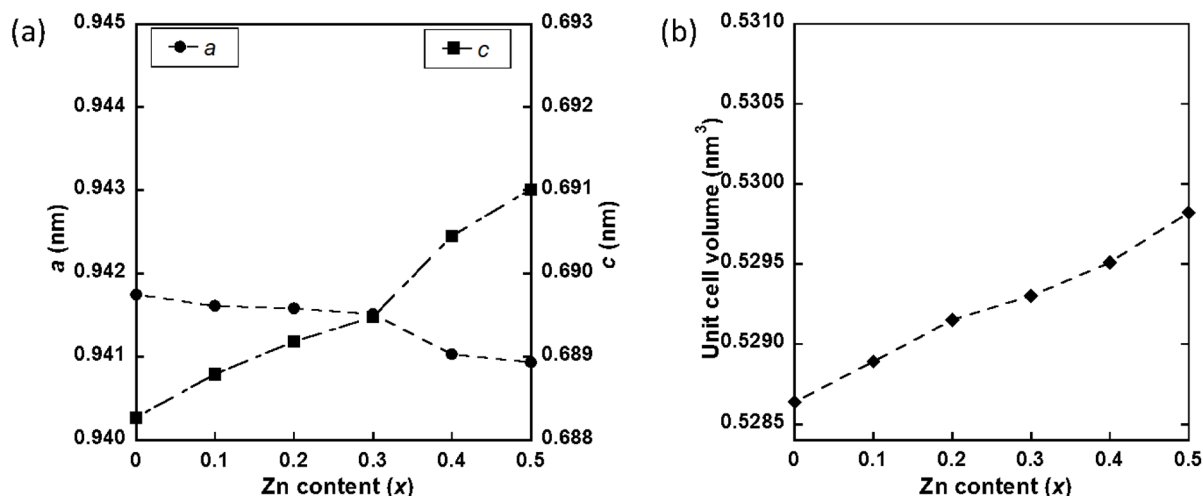 (a)
a
c
0.945
0.944
0.943
0.942
0.941
0.940
a (nm)
0.693
0.692
0.691
0.690
0.689
0.688
c (nm)
0 0.1 0.2 0.3 0.4 0.5
Zn content (x)
(b)
0.5310
0.5305
0.5300
0.5295
0.5290
0.5285
Unit cell volume (nm³)
0 0.1 0.2 0.3 0.4 0.5
Zn content (x)